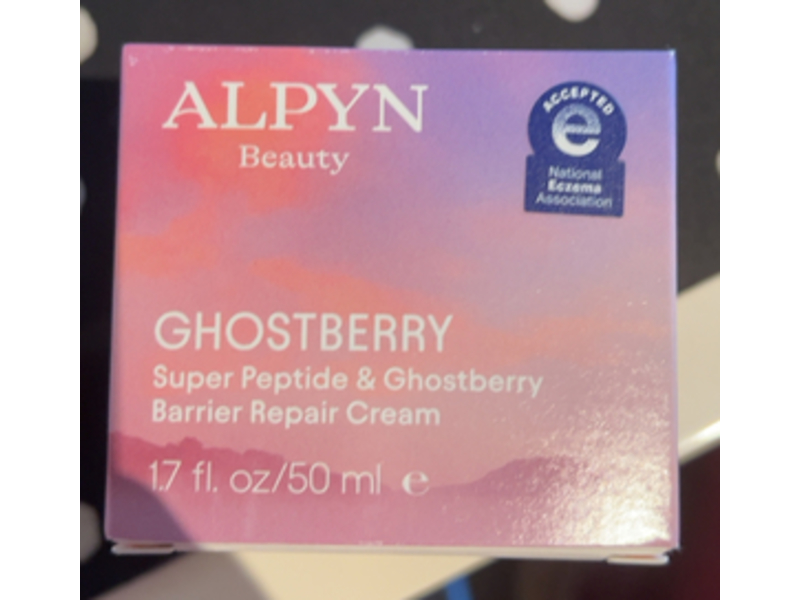 ALPYN
Beauty
ACCEPTED
e
National
Eczema
Association
GHOSTBERRY
Super Peptide & Ghostberry
Barrier Repair Cream
1.7 fl. oz/50 ml ℮